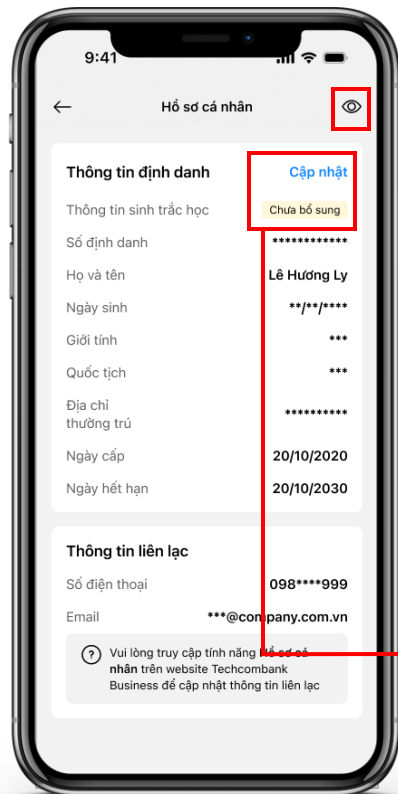 9:41
Hồ sơ cá nhân
Thông tin định danh Cập nhật
Thông tin sinh trắc học Chưa bổ sung
Số định danh ************
Họ và tên Lê Hương Ly
Ngày sinh **/**/****
Giới tính ***
Quốc tịch ***
Địa chỉ
thường trú **********
Ngày cấp 20/10/2020
Ngày hết hạn 20/10/2030
Thông tin liên lạc
Số điện thoại 098****999
Email ***@company.com.vn
Vui lòng truy cập tính năng Hồ sơ cá
nhân trên website Techcombank
Business để cập nhật thông tin liên lạc